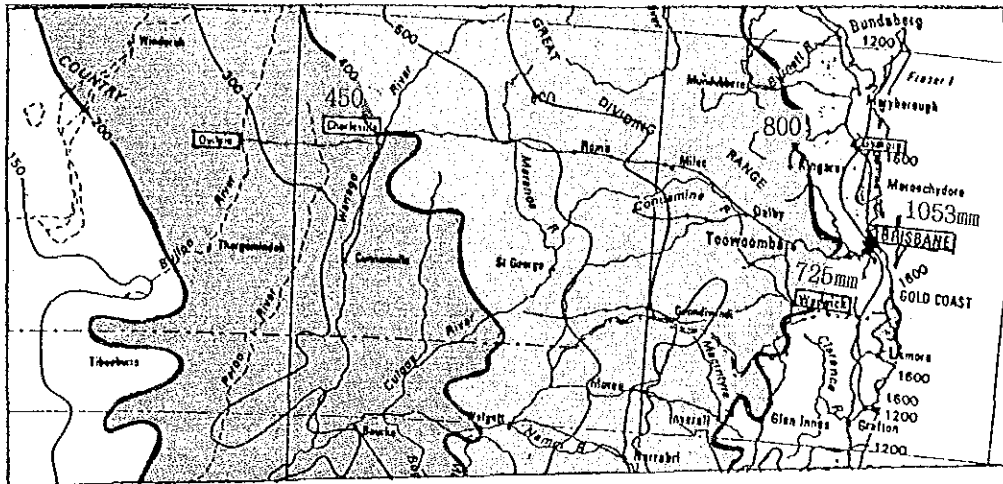 Bundaberg
1200
Windorah
GREAT
600
400
River
COUNTRY
300
450
Burnett R.
Fraser I
Mundubbera
Maryborough
200
DIVIDING
800
Charleville
Quilpie
Gympie
Roma
Miles
RANGE
Kingaroy
1600
150
River
Warrego
Maranoa
R
Maroochydore
Condamine
R
Dalby
1053mm
BRISBANE
Bulloo
Thargomindah
Cunnamulla
St George
Toowoomba
725mm
1600
GOLD COAST
Warwick
River
Goondiwindi
River
Paroo
Culgoa
Macintyre
Clarence
R
Lismore
1600
Tibooburra
Moree
1600
1200
Walgett
Inverell
Glen Innes
Grafton
Bourke
Namoi
R
1200
Narrabri